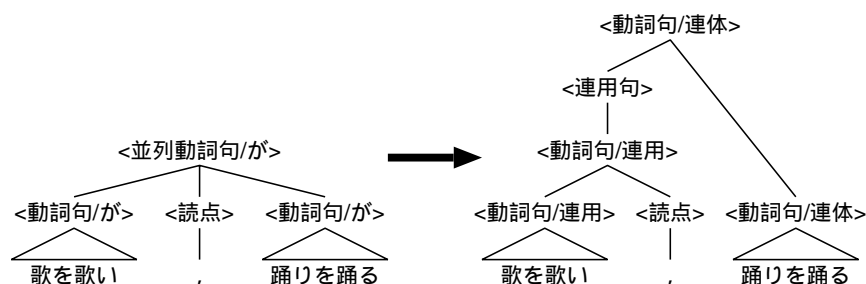 <動詞句/連体>
<連用句>
<並列動詞句/が> <動詞句/連用>
<動詞句/が> <読点> <動詞句/が> <動詞句/連用> <読点> <動詞句/連体>
歌を歌い , 踊りを踊る 歌を歌い , 踊りを踊る